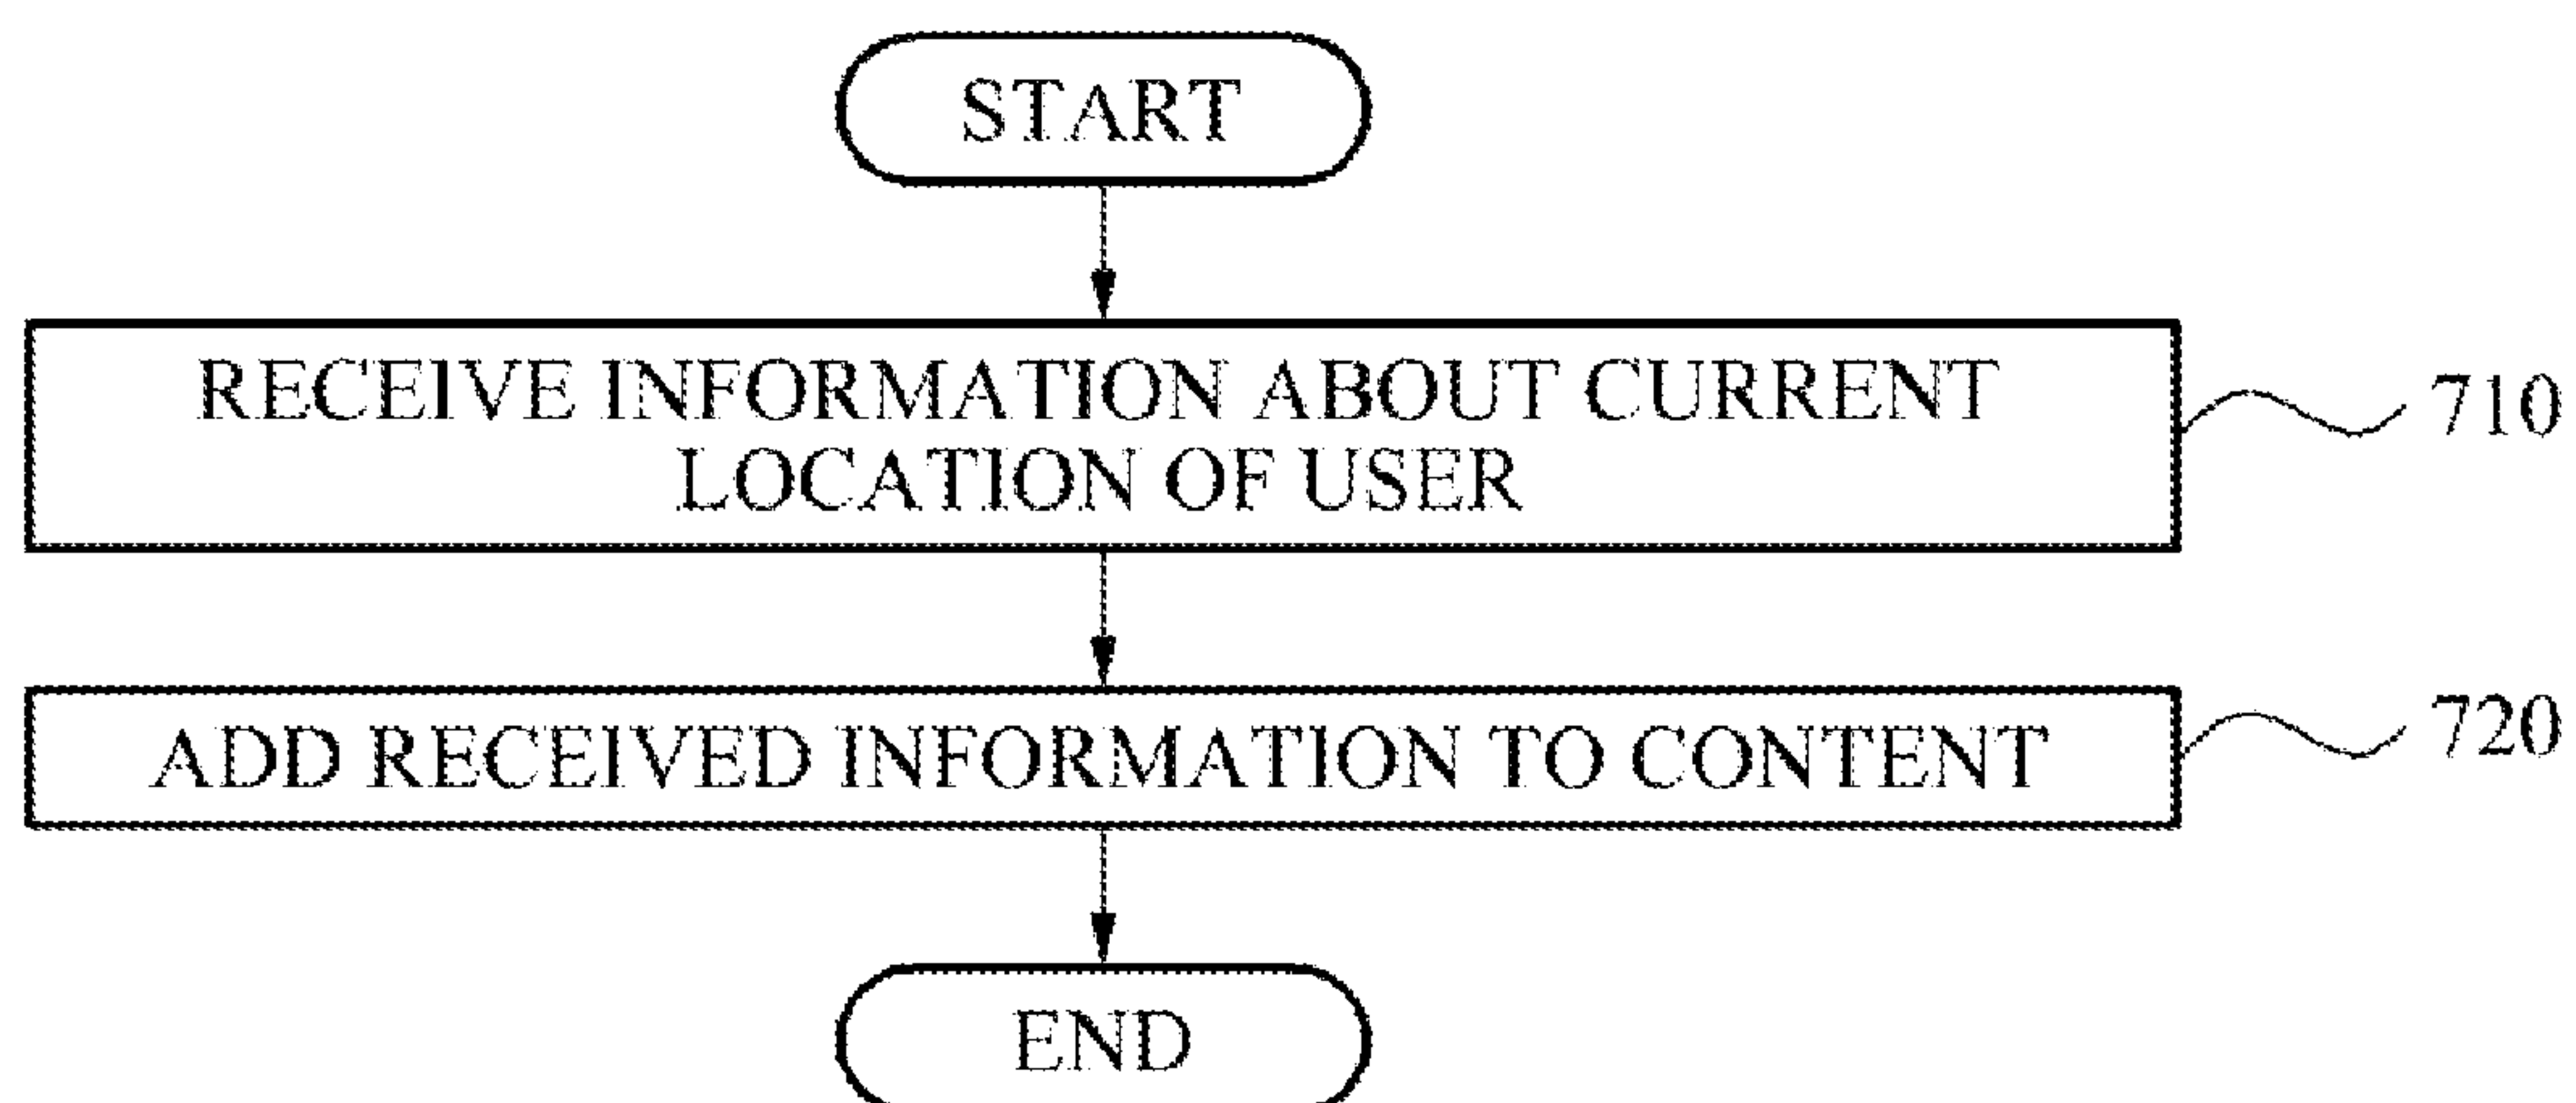 START
RECEIVE INFORMATION ABOUT CURRENT
LOCATION OF USER
710
ADD RECEIVED INFORMATION TO CONTENT
720
END